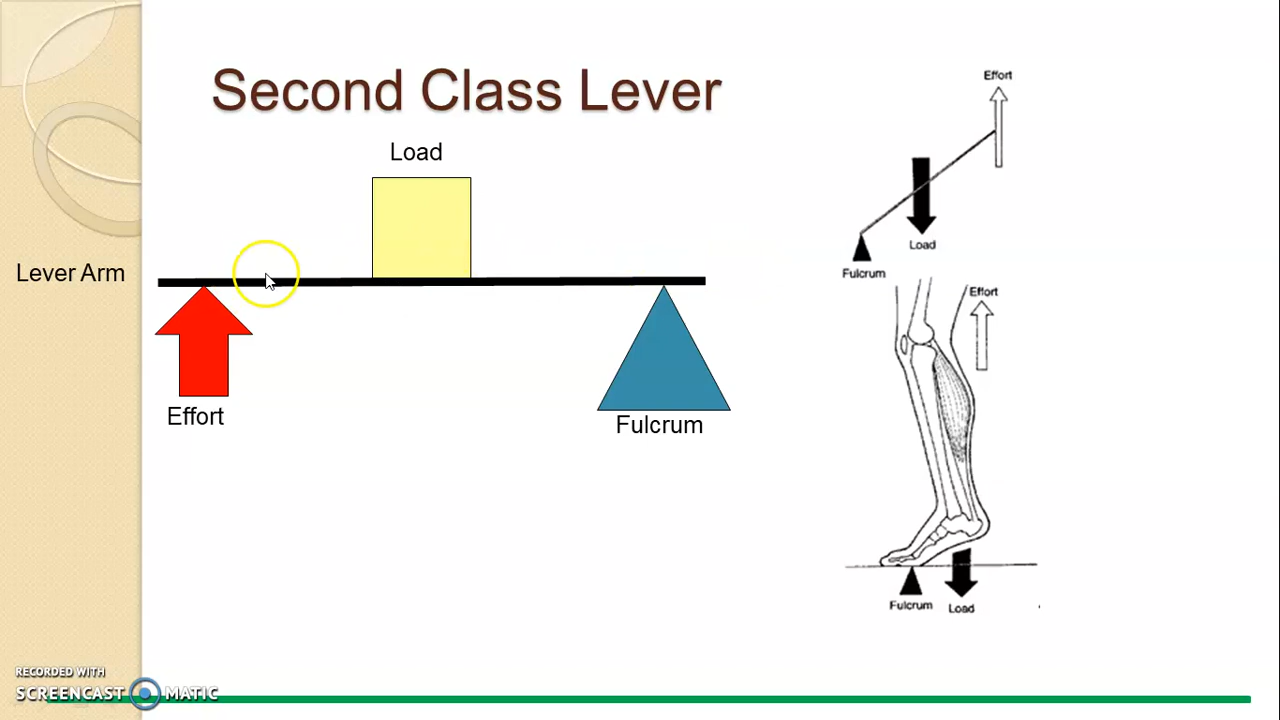 Second Class Lever
Load
Lever Arm
Effort
Fulcrum
Effort
Load
Fulcrum
Effort
Fulcrum
Load
RECORDED WITH
SCREENCAST MATIC